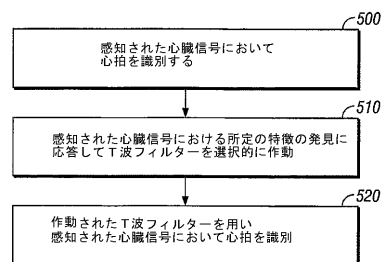 500
感知された心臓信号において
心拍を識別する
510
感知された心臓信号における所定の特徴の発見に
応答してT波フィルターを選択的に作動
520
作動されたT波フィルターを用い
感知された心臓信号において心拍を識別